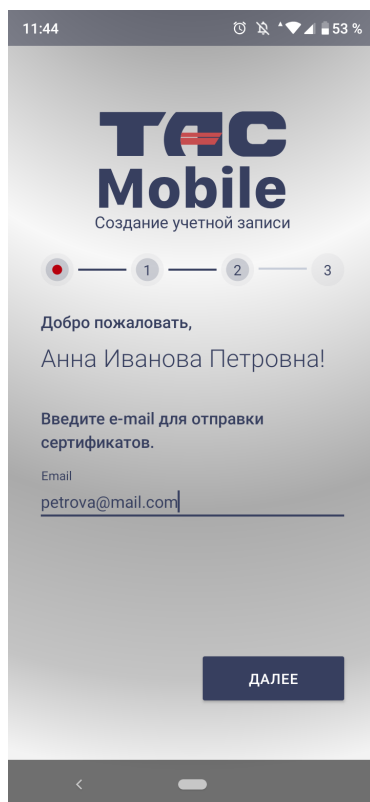 11:44
53 %
TAC
Mobile
Создание учетной записи
1
2
3
Добро пожаловать,
Анна Иванова Петровна!
Введите e-mail для отправки
сертификатов.
Email
petrova@mail.com
ДАЛЕЕ